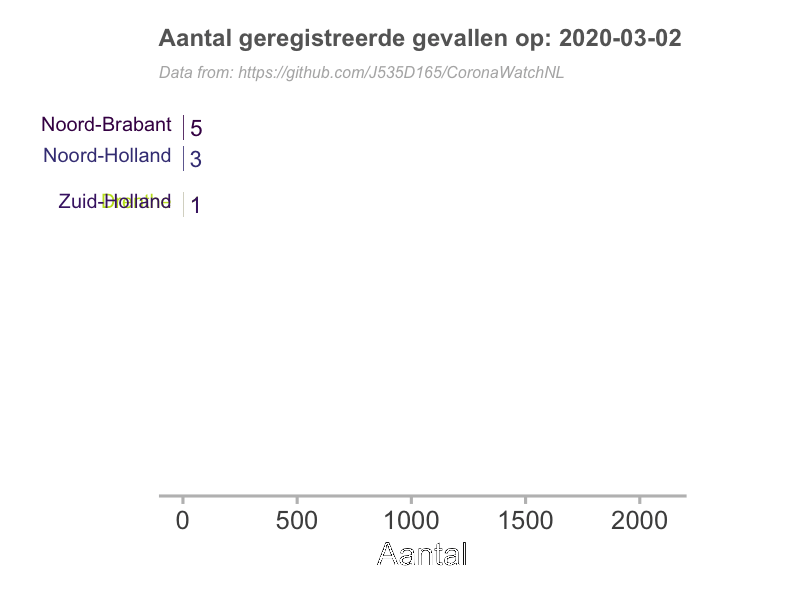 Aantal geregistreerde gevallen op: 2020-03-02
Data from: https://github.com/J535D165/CoronaWatchNL
Noord-Brabant 5
Noord-Holland 3
Zuid-Holland 1
0 500 1000 1500 2000
Aantal